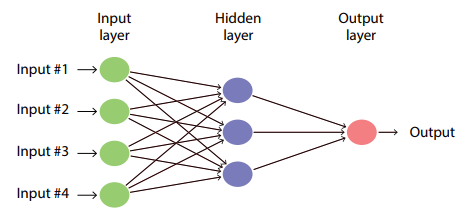 Input
layer
Hidden
layer
Output
layer
Input #1
Input #2
Input #3
Input #4
Output